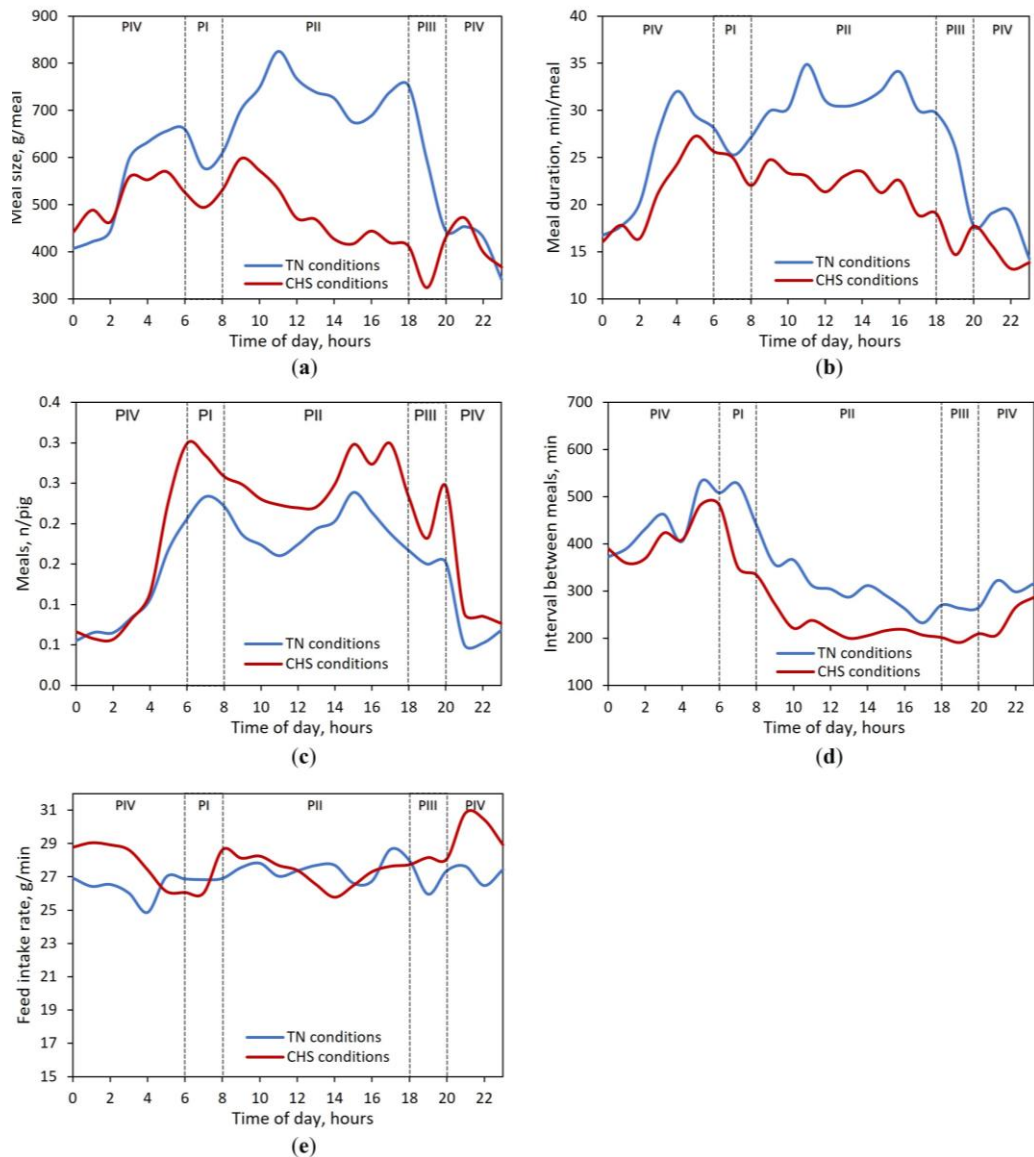 900
800
700
600
500
400
300
Meal size, g/meal
PIV
PI
PII
PIII
PIV
TN conditions
CHS conditions
0 2 4 6 8 10 12 14 16 18 20 22
Time of day, hours
(a)
40
35
30
25
20
15
10
Meal duration, min/meal
PIV
PI
PII
PIII
PIV
TN conditions
CHS conditions
0 2 4 6 8 10 12 14 16 18 20 22
Time of day, hours
(b)
0.4
0.3
0.3
0.2
0.2
0.1
0.1
0.0
Meals, n/pig
PIV
PI
PII
PIII
PIV
TN conditions
CHS conditions
0 2 4 6 8 10 12 14 16 18 20 22
Time of day, hours
(c)
700
600
500
400
300
200
100
Interval between meals, min
PIV
PI
PII
PIII
PIV
TN conditions
CHS conditions
0 2 4 6 8 10 12 14 16 18 20 22
Time of day, hours
(d)
31
29
27
25
23
21
19
17
15
Feed intake rate, g/min
PIV
PI
PII
PIII
PIV
TN conditions
CHS conditions
0 2 4 6 8 10 12 14 16 18 20 22
Time of day, hours
(e)